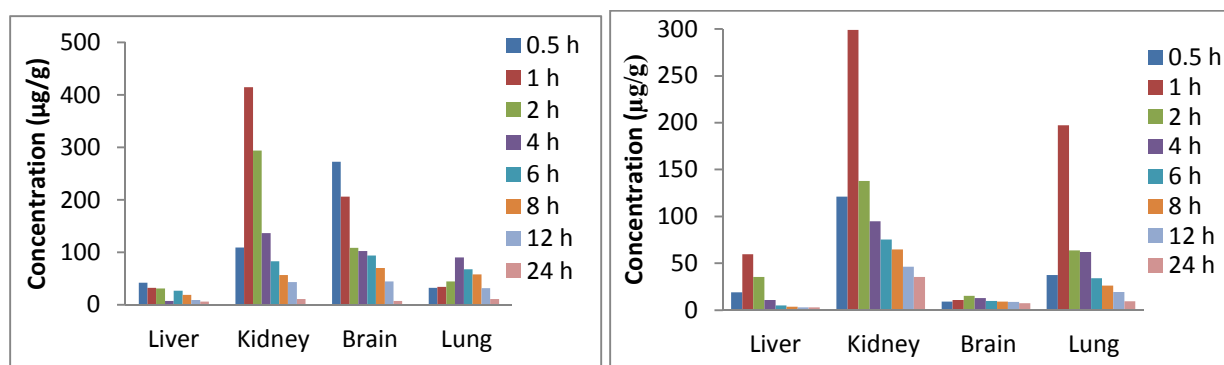 Concentration (µg/g)
500
400
300
200
100
0
Liver Kidney Brain Lung
0.5 h
1 h
2 h
4 h
6 h
8 h
12 h
24 h
Concentration (µg/g)
300
250
200
150
100
50
0
Liver Kidney Brain Lung
0.5 h
1 h
2 h
4 h
6 h
8 h
12 h
24 h